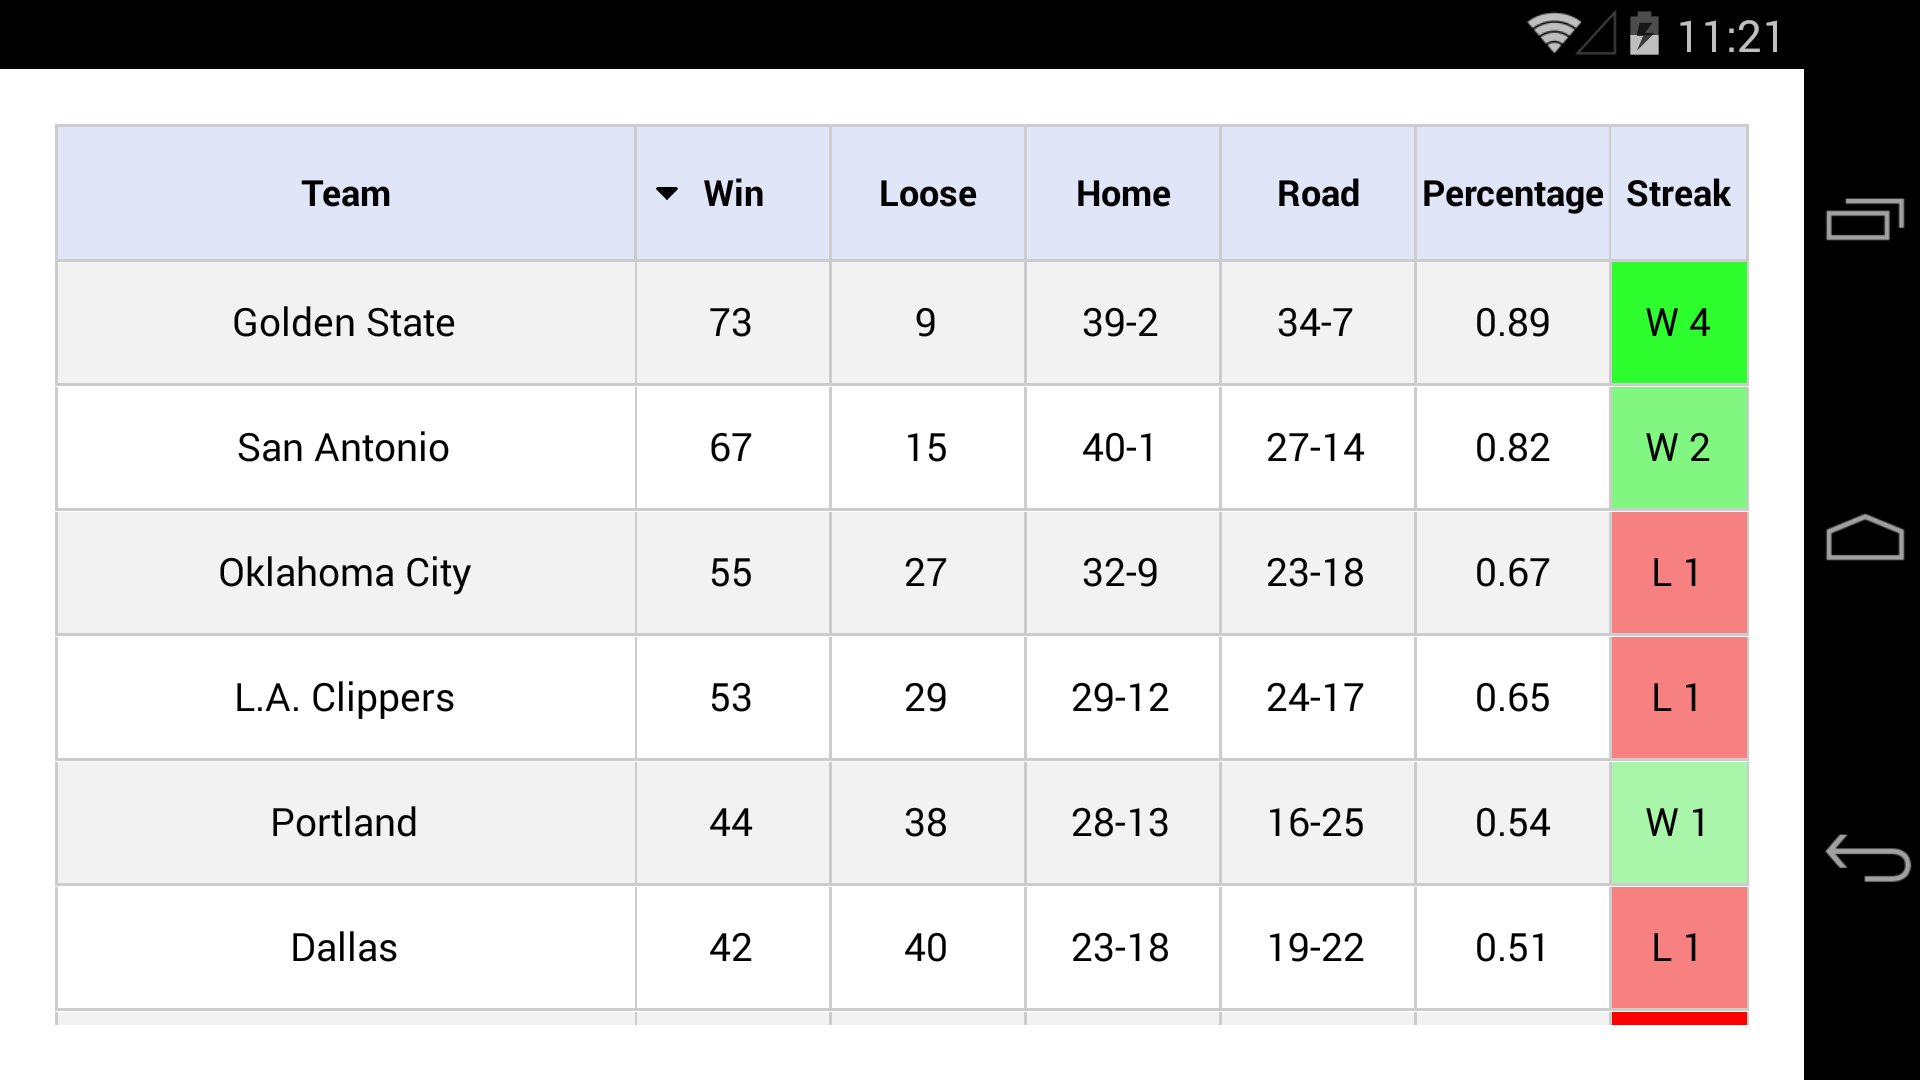 11:21
Team Win Loose Home Road Percentage Streak
Golden State 73 9 39-2 34-7 0.89 W 4
San Antonio 67 15 40-1 27-14 0.82 W 2
Oklahoma City 55 27 32-9 23-18 0.67 L 1
L.A. Clippers 53 29 29-12 24-17 0.65 L 1
Portland 44 38 28-13 16-25 0.54 W 1
Dallas 42 40 23-18 19-22 0.51 L 1